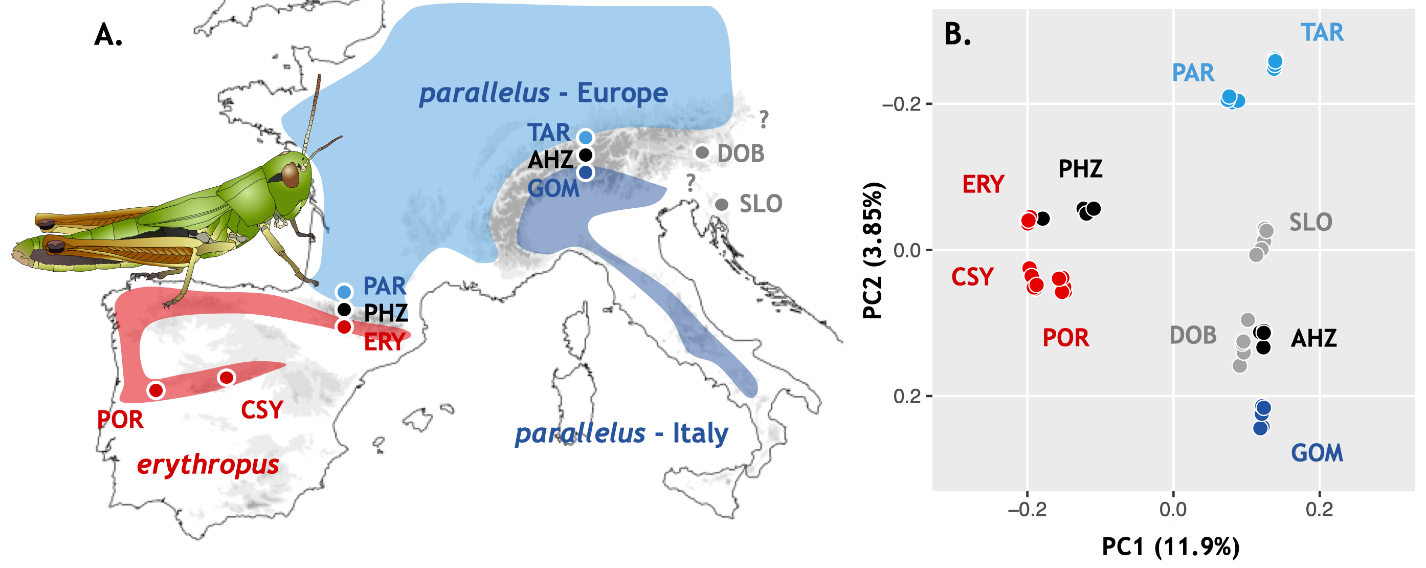 A.
parallelus - Europe
?
TAR
AHZ
GOM
DOB
?
SLO
PAR
PHZ
ERY
POR
CSY
parallelus - Italy
erythropus
B.
TAR
PAR
PHZ
ERY
SLO
CSY
POR
DOB
AHZ
GOM
−0.2
0.0
0.2
PC2 (3.85%)
−0.2
0.0
0.2
PC1 (11.9%)